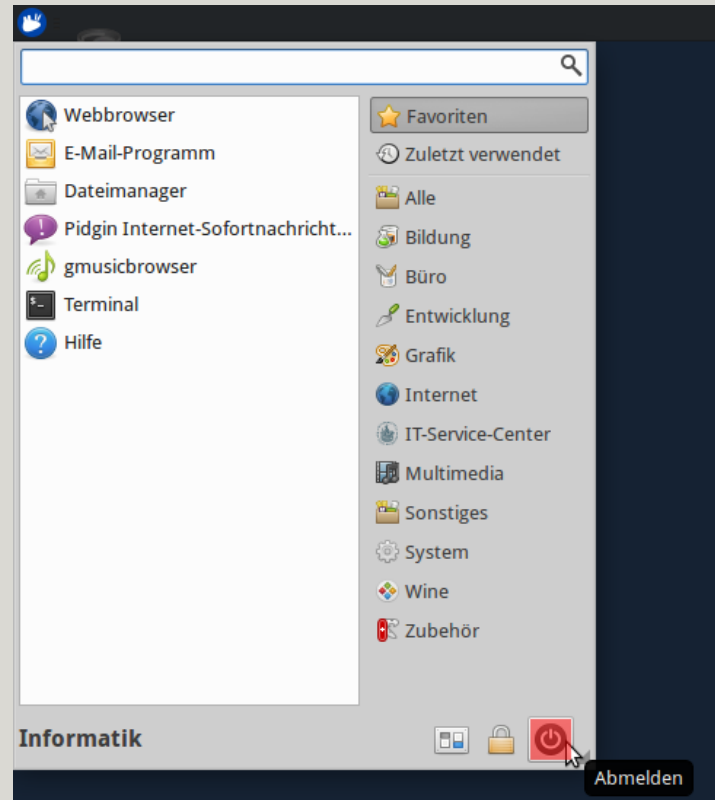 Webbrowser
E-Mail-Programm
Dateimanager
Pidgin Internet-Sofortnachricht...
gmusicbrowser
Terminal
Hilfe
Favoriten
Zuletzt verwendet
Alle
Bildung
Büro
Entwicklung
Grafik
Internet
IT-Service-Center
Multimedia
Sonstiges
System
Wine
Zubehör
Informatik
Abmelden